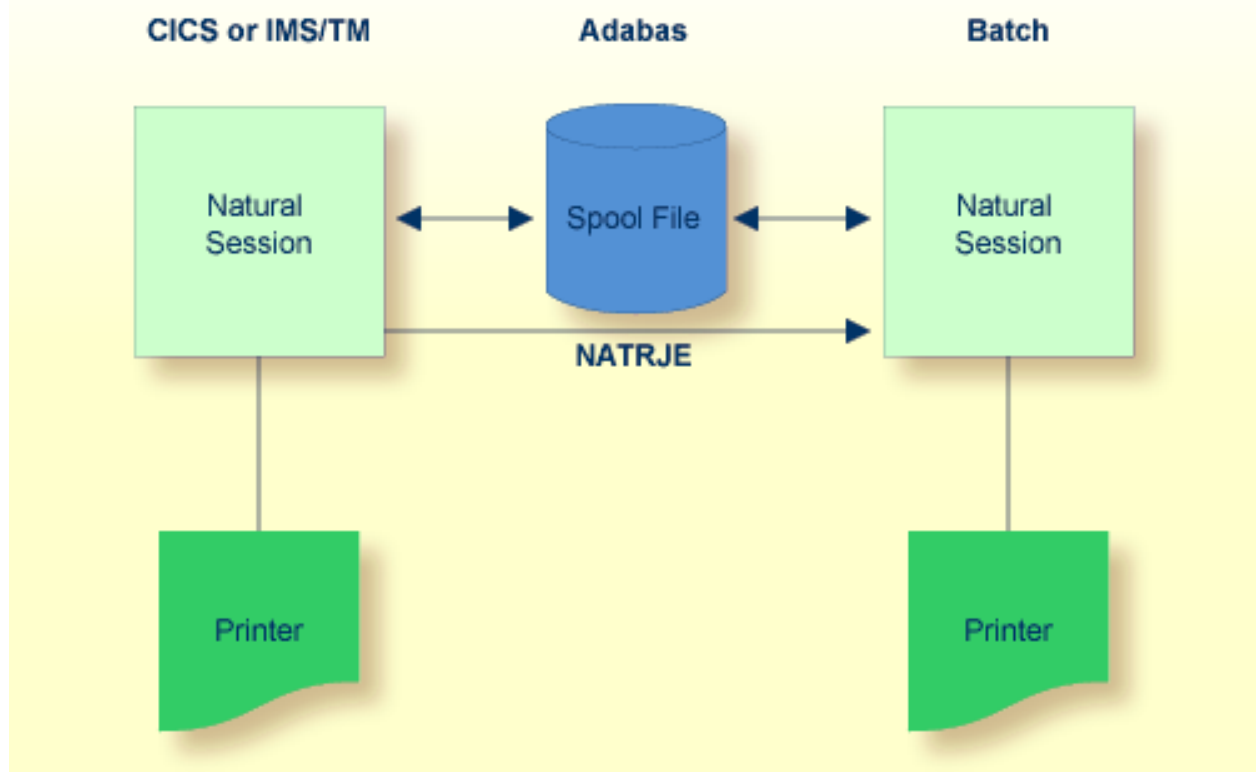 CICS or IMS/TM
Adabas
Batch
Natural
Session
Spool File
Natural
Session
NATRJE
Printer
Printer